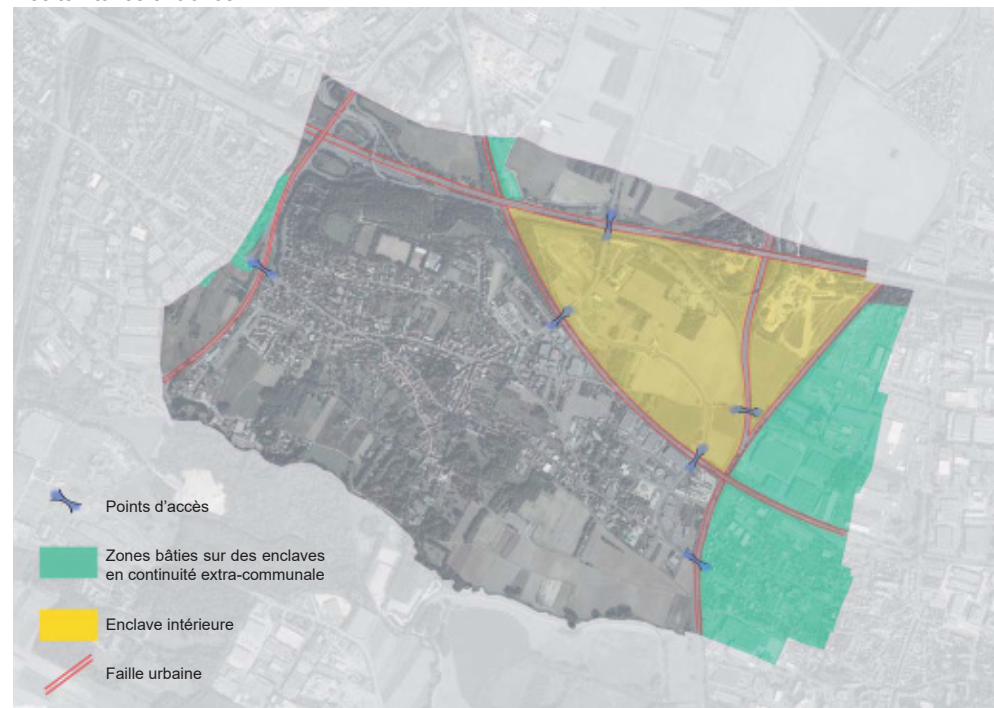 Points d'accès
Zones bâties sur des enclaves
en continuité extra-communale
Enclave intérieure
Faille urbaine